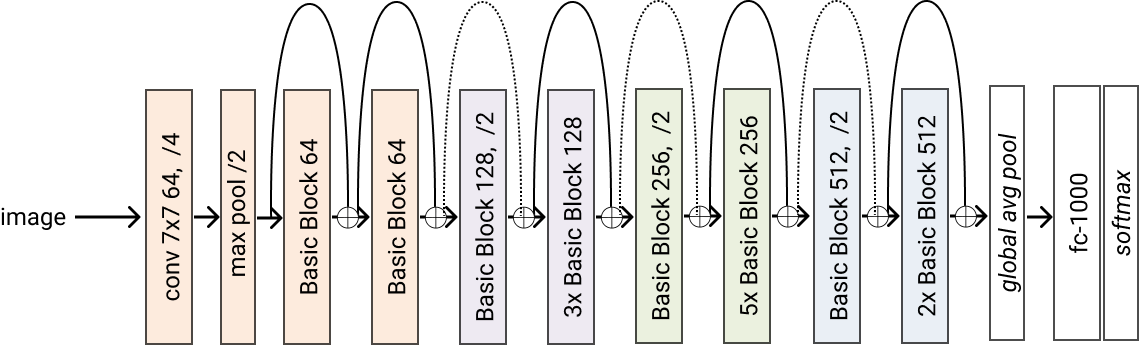 image
conv 7x7 64, /4
max pool /2
Basic Block 64
Basic Block 64
Basic Block 128, /2
3x Basic Block 128
Basic Block 256, /2
5x Basic Block 256
Basic Block 512, /2
2x Basic Block 512
global avg pool
fc-1000
softmax